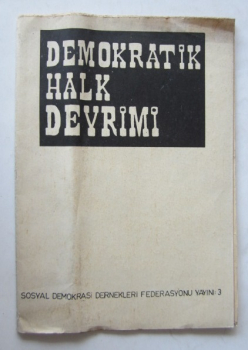 DEMOKRATİK
HALK
DEVRİMİ
SOSYAL DEMOKRASİ DERNEKLERİ FEDERASYONU YAYINI: 3